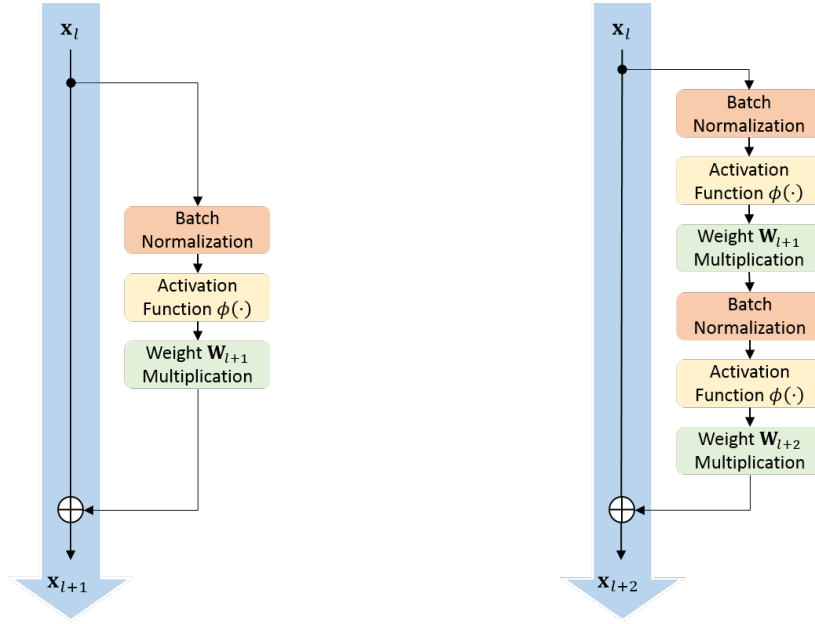 𝐱_l
Batch
Normalization
Activation
Function ϕ(·)
Weight 𝐖_{l+1}
Multiplication
𝐱_{l+1}
𝐱_l
Batch
Normalization
Activation
Function ϕ(·)
Weight 𝐖_{l+1}
Multiplication
Batch
Normalization
Activation
Function ϕ(·)
Weight 𝐖_{l+2}
Multiplication
𝐱_{l+2}